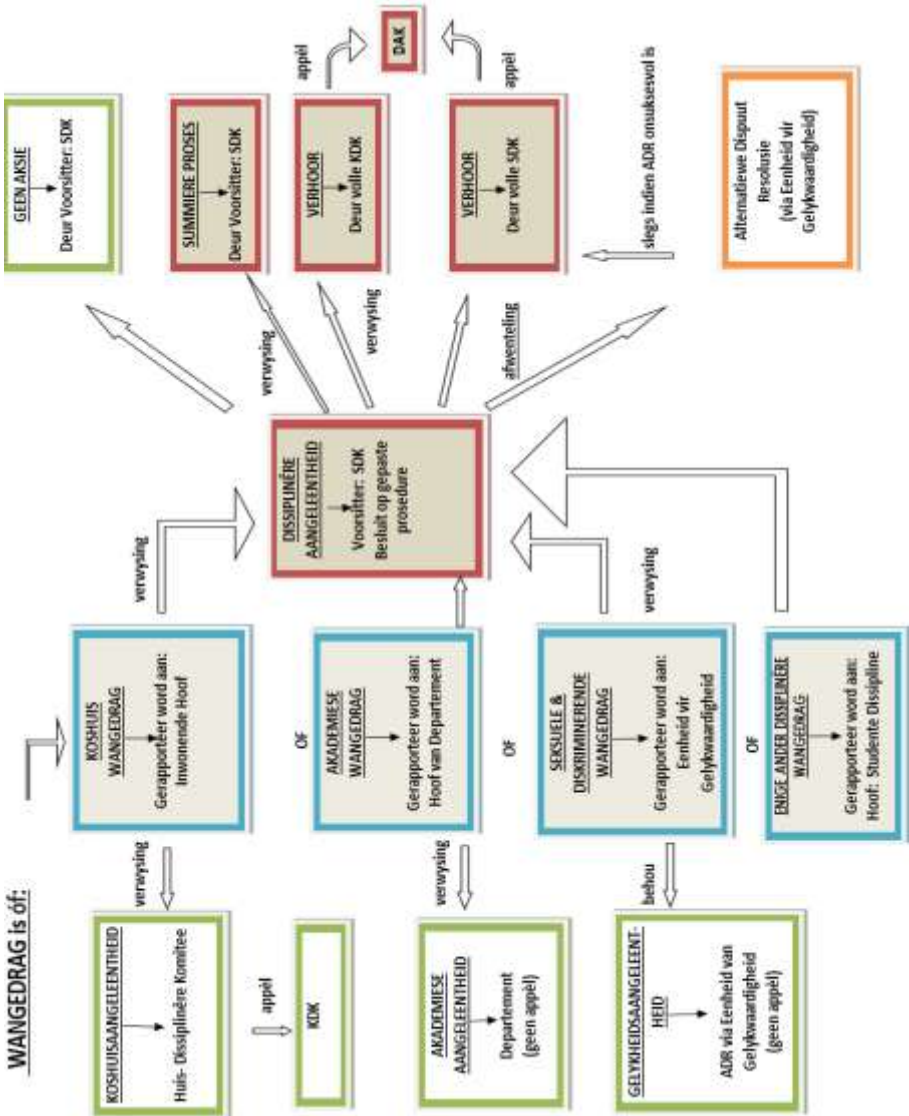 WANGEDRAG is óf:
KOSHUISAANGELEENTHEID
Huis- Dissiplinêre Komitee
appèl
KDK
verwysing
KOSHUIS
WANGEDRAG
Gerapporteer word aan:
Inwonende Hoof
verwysing
OF
AKADEMIESE
AANGELEENTHEID
Departement
(geen appèl)
verwysing
AKADEMIESE
WANGEDRAG
Gerapporteer word aan:
Hoof van Departement
OF
GELYKHEIDSAANGELEENT-
HEID
ADR via Eenheid van
Gelykwaardigheid
(geen appèl)
behou
SEKSUELE &
DISKRIMINERENDE
WANGEDRAG
Gerapporteer word aan:
Eenheid vir
Gelykwaardigheid
verwysing
OF
ENIGE ANDER DISSIPLINÊRE
WANGEDRAG
Gerapporteer word aan:
Hoof: Studente Dissipline
DISSIPLINÊRE
AANGELEENTHEID
Voorsitter: SDK
Besluit op gepaste
prosedure
GEEN AKSIE
Deur Voorsitter: SDK
verwysing
SUMMIERE PROSES
Deur Voorsitter: SDK
verwysing
VERHOOR
Deur volle KDK
appèl
DAK
VERHOOR
Deur volle SDK
appèl
afwenteling
slegs indien ADR onsuksesvol is
Alternatiewe Dispuut
Resolusie
(via Eenheid vir
Gelykwaardigheid)